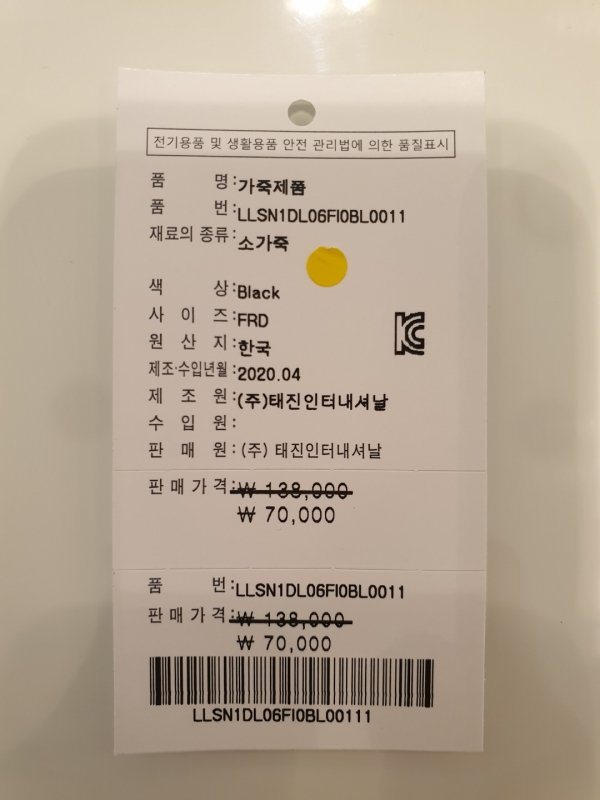 전기용품 및 생활용품 안전 관리법에 의한 품질표시
품 명:가죽제품
품 번:LLSN1DL06FI0BL0011
재료의 종류:소가죽
색 상:Black
사 이 즈:FRD
원 산 지:한국
제조·수입년월:2020.04
제 조 원:(주)태진인터내셔날
수 입 원:
판 매 원:(주) 태진인터내셔날
판 매 가 격:₩ 138,000
₩ 70,000
품 번:LLSN1DL06FI0BL0011
판 매 가 격:₩ 138,000
₩ 70,000
LLSN1DL06FI0BL00111